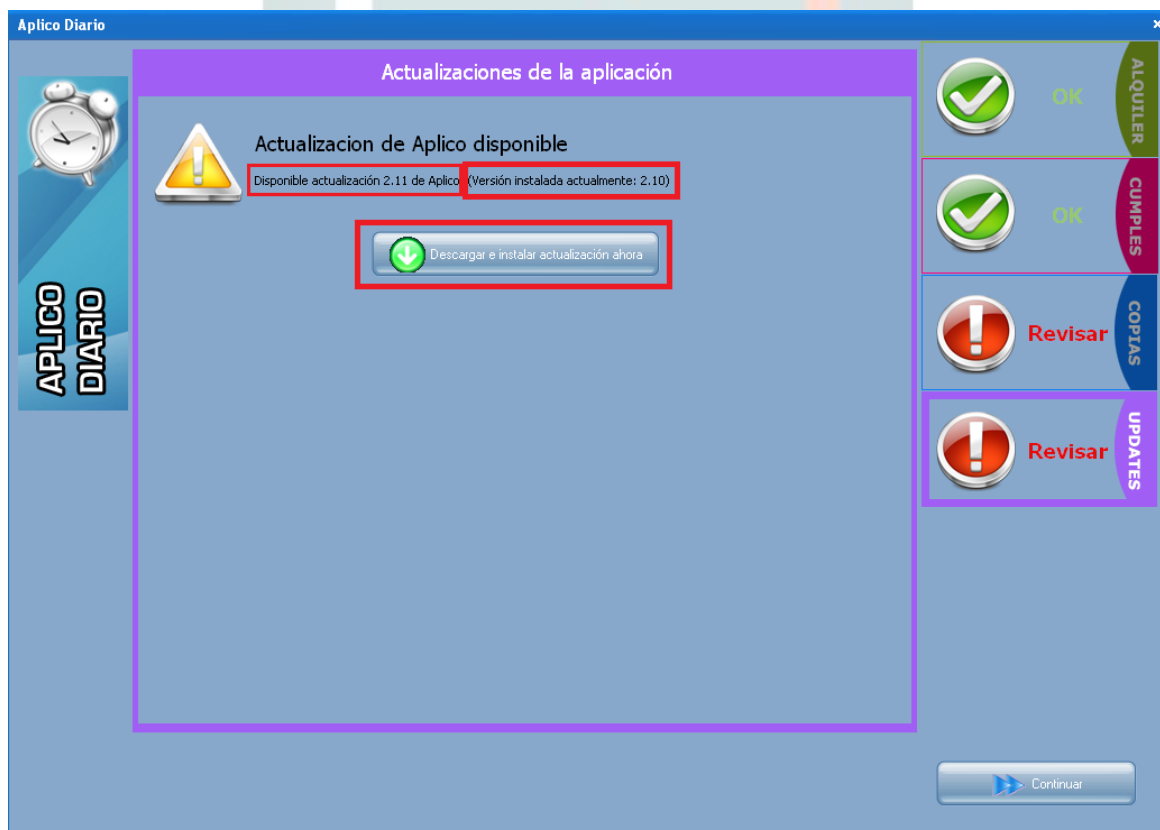 Aplico Diario
APLICO
DIARIO
Actualizaciones de la aplicación
Actualizacion de Aplico disponible
Disponible actualización 2.11 de Aplico (Versión instalada actualmente: 2.10)
Descargar e instalar actualización ahora
OK
ALQUILER
OK
CUMPLES
Revisar
COPIAS
Revisar
UPDATES
Continuar